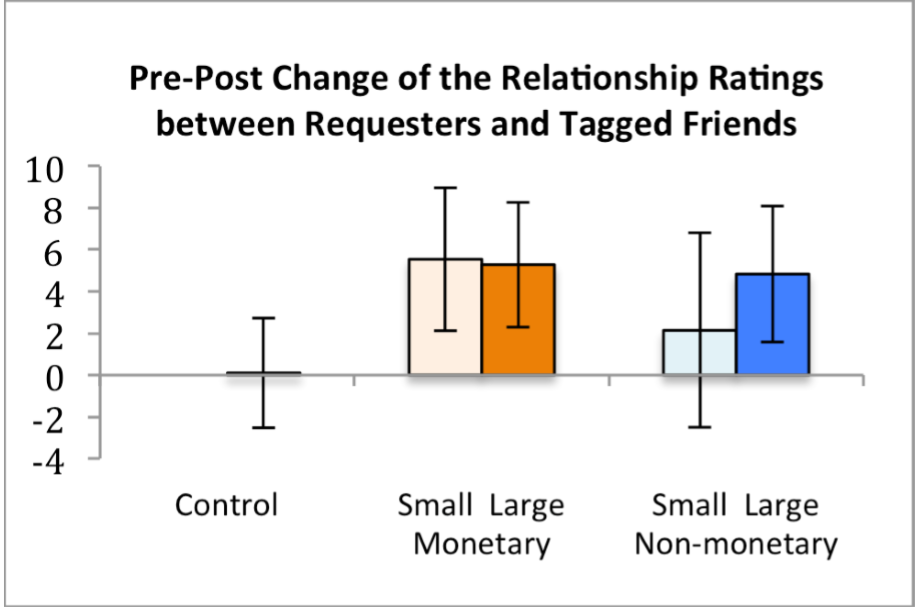 Pre-Post Change of the Relationship Ratings
between Requesters and Tagged Friends
10
8
6
4
2
0
-2
-4
Control
Small Large
Monetary
Small Large
Non-monetary